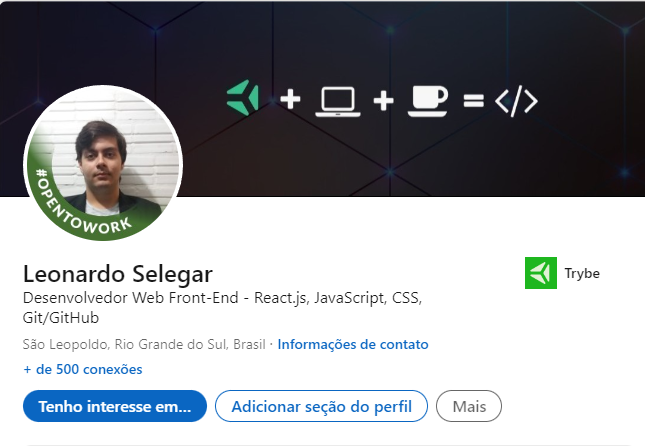 + + = </>
#OPENTOWORK
Leonardo Selegar
Trybe
Desenvolvedor Web Front-End - React.js, JavaScript, CSS,
Git/GitHub
São Leopoldo, Rio Grande do Sul, Brasil · Informações de contato
+ de 500 conexões
Tenho interesse em...
Adicionar seção do perfil
Mais